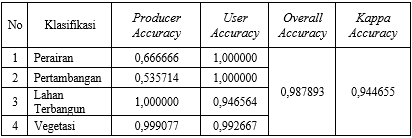 No Klasifikasi Producer Accuracy User Accuracy Overall Accuracy Kappa Accuracy
1 Perairan 0,666666 1,000000 0,987893 0,944655
2 Pertambangan 0,535714 1,000000
3 Lahan Terbangun 1,000000 0,946564
4 Vegetasi 0,999077 0,992667